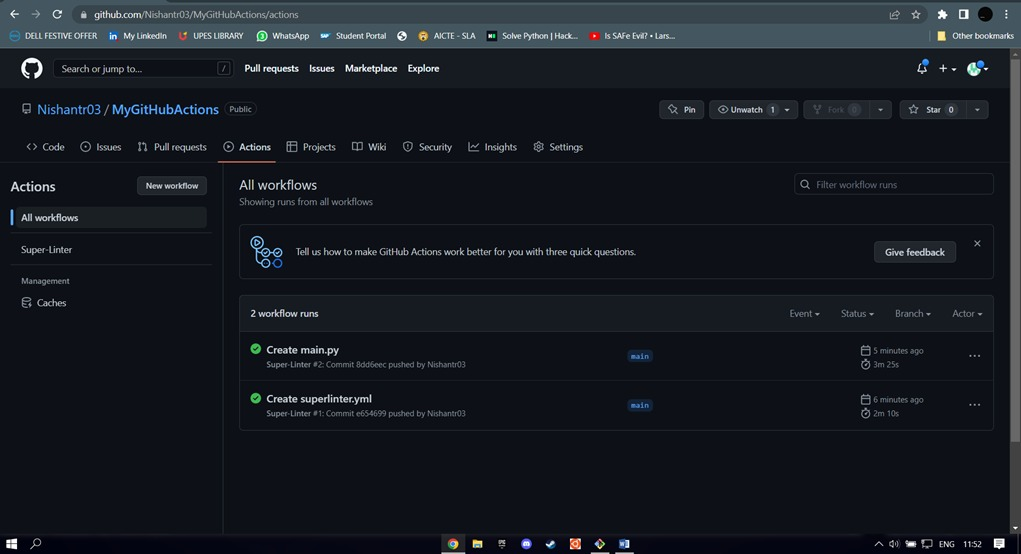 github.com/Nishantr03/MyGitHubActions/actions
DELL FESTIVE OFFER My LinkedIn UPES LIBRARY WhatsApp Student Portal AICTE - SLA Solve Python | Hack... Is SAFe Evil? • Lars... Other bookmarks
Search or jump to... / Pull requests Issues Marketplace Explore
Nishantr03 / MyGitHubActions Public Pin Unwatch 1 Fork 0 Star 0
Code Issues Pull requests Actions Projects Wiki Security Insights Settings
Actions New workflow
All workflows
Super-Linter
Management
Caches
All workflows Filter workflow runs
Showing runs from all workflows
Tell us how to make GitHub Actions work better for you with three quick questions. Give feedback
2 workflow runs Event Status Branch Actor
Create main.py main 5 minutes ago
Super-Linter #2: Commit 8dd6eec pushed by Nishantr03 3m 25s
Create superlinter.yml main 6 minutes ago
Super-Linter #1: Commit e654699 pushed by Nishantr03 2m 10s
ENG 11:52